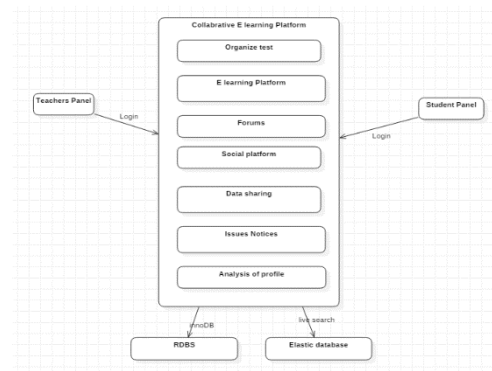 Collabrative E learning Platform
Organize test
E learning Platform
Teachers Panel
Student Panel
Login
Forums
Login
Social platform
Data sharing
Issues Notices
Analysis of profile
innoDB
live search
RDBS
Elastic database